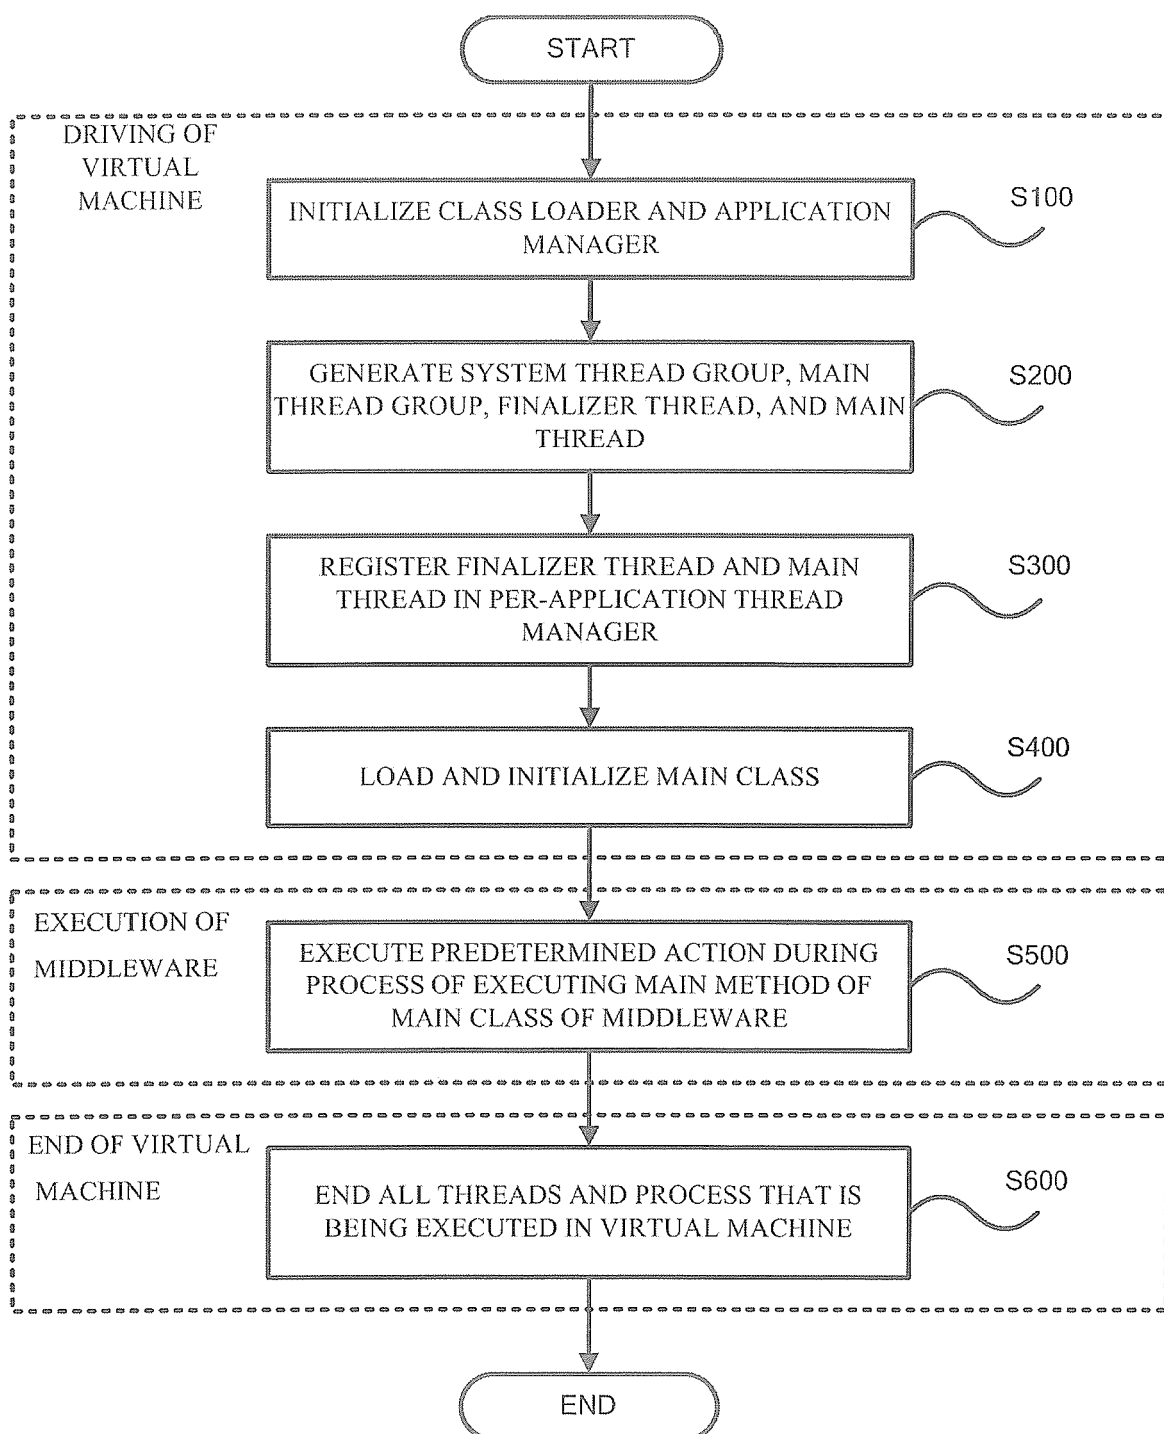 START
DRIVING OF
VIRTUAL
MACHINE
INITIALIZE CLASS LOADER AND APPLICATION
MANAGER
S100
GENERATE SYSTEM THREAD GROUP, MAIN
THREAD GROUP, FINALIZER THREAD, AND MAIN
THREAD
S200
REGISTER FINALIZER THREAD AND MAIN
THREAD IN PER-APPLICATION THREAD
MANAGER
S300
LOAD AND INITIALIZE MAIN CLASS
S400
EXECUTION OF
MIDDLEWARE
EXECUTE PREDETERMINED ACTION DURING
PROCESS OF EXECUTING MAIN METHOD OF
MAIN CLASS OF MIDDLEWARE
S500
END OF VIRTUAL
MACHINE
END ALL THREADS AND PROCESS THAT IS
BEING EXECUTED IN VIRTUAL MACHINE
S600
END